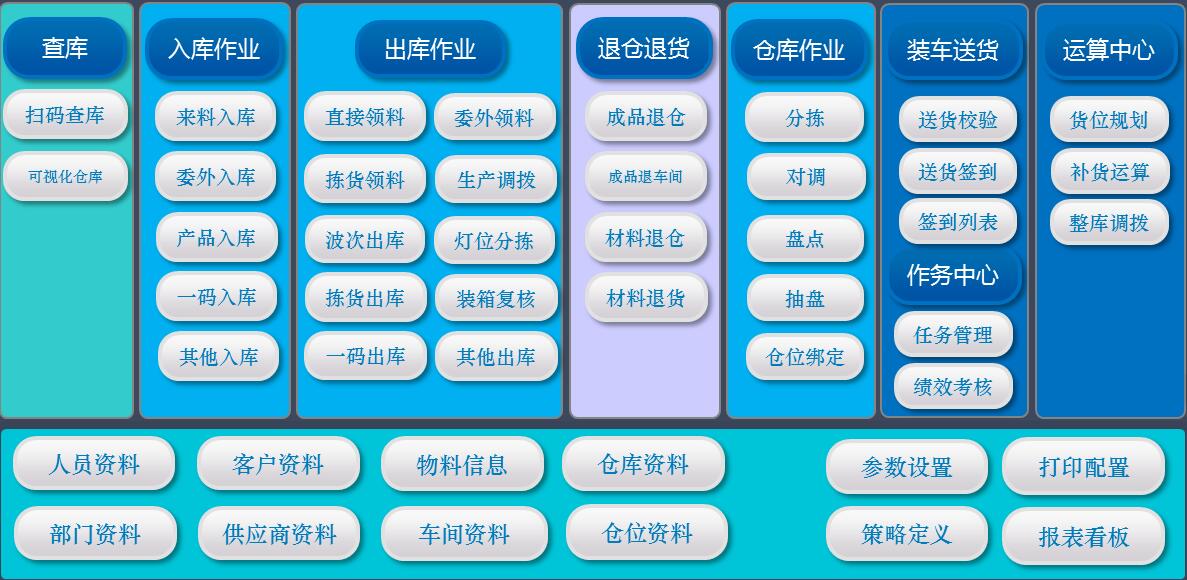 查库
扫码查库
可视化仓库
入库作业
来料入库
委外入库
产品入库
一码入库
其他入库
出库作业
直接领料 委外领料
拣货领料 生产调拨
波次出库 灯位分拣
拣货出库 装箱复核
一码出库 其他出库
退仓退货
成品退仓
成品退车间
材料退仓
材料退货
仓库作业
分拣
对调
盘点
抽盘
仓位绑定
装车送货
送货校验
送货签到
签到列表
作务中心
任务管理
绩效考核
运算中心
货位规划
补货运算
整库调拨
人员资料 客户资料 物料信息 仓库资料 参数设置 打印配置
部门资料 供应商资料 车间资料 仓位资料 策略定义 报表看板